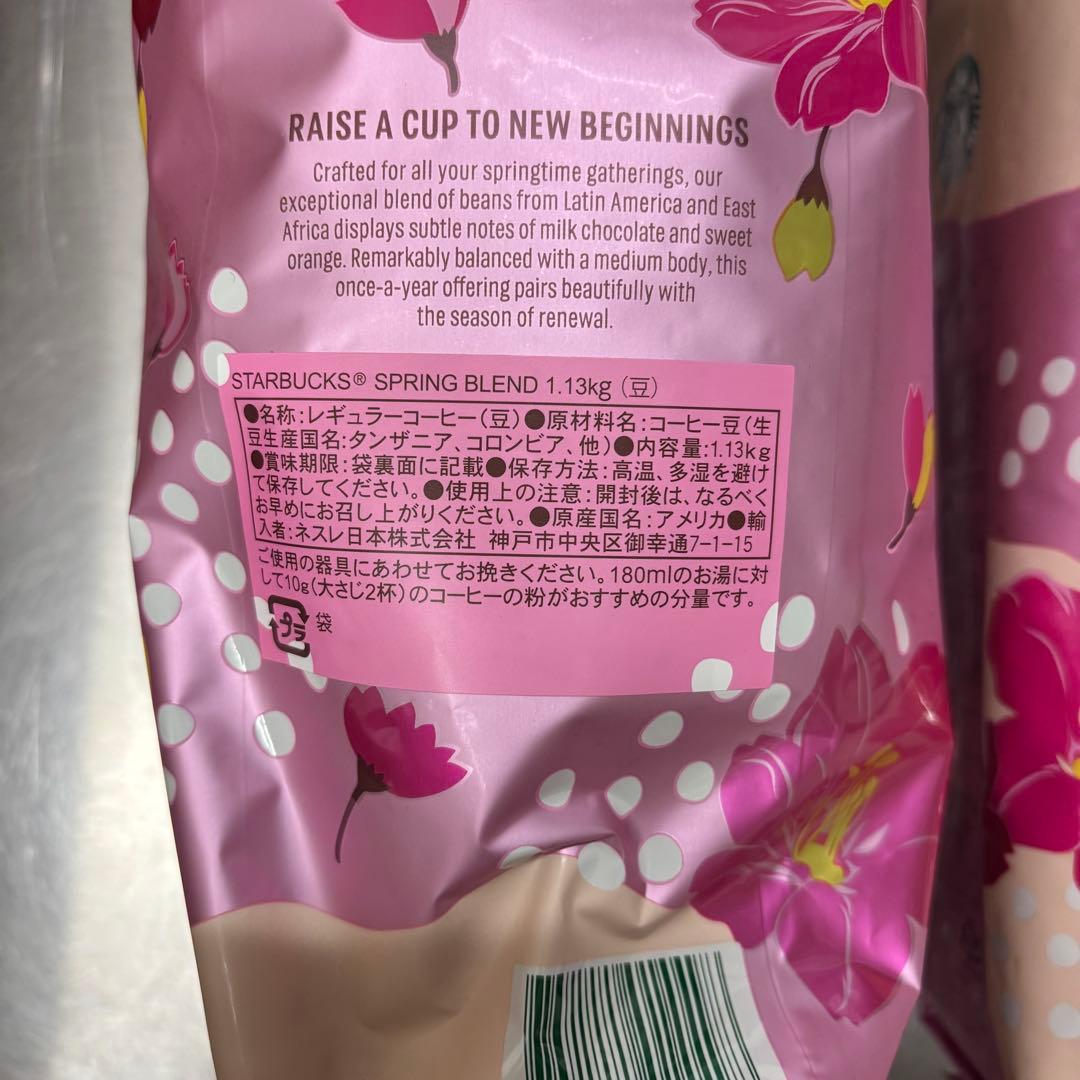 RAISE A CUP TO NEW BEGINNINGS
Crafted for all your springtime gatherings, our
exceptional blend of beans from Latin America and East
Africa displays subtle notes of milk chocolate and sweet
orange. Remarkably balanced with a medium body, this
once-a-year offering pairs beautifully with
the season of renewal.
STARBUCKS® SPRING BLEND 1.13kg (豆)
●名称:レギュラーコーヒー(豆)●原材料名:コーヒー豆(生
豆生産国名:タンザニア、コロンビア、他)●内容量:1.13kg
●賞味期限:袋裏面に記載●保存方法:高温、多湿を避け
て保存してください。●使用上の注意:開封後は、なるべく
お早めにお召し上がりください。●原産国名:アメリカ●輸
入者:ネスレ日本株式会社 神戸市中央区御幸通7-1-15
ご使用の器具にあわせてお挽きください。180mlのお湯に対
して10g(大さじ2杯)のコーヒーの粉がおすすめの分量です。
プラ 袋